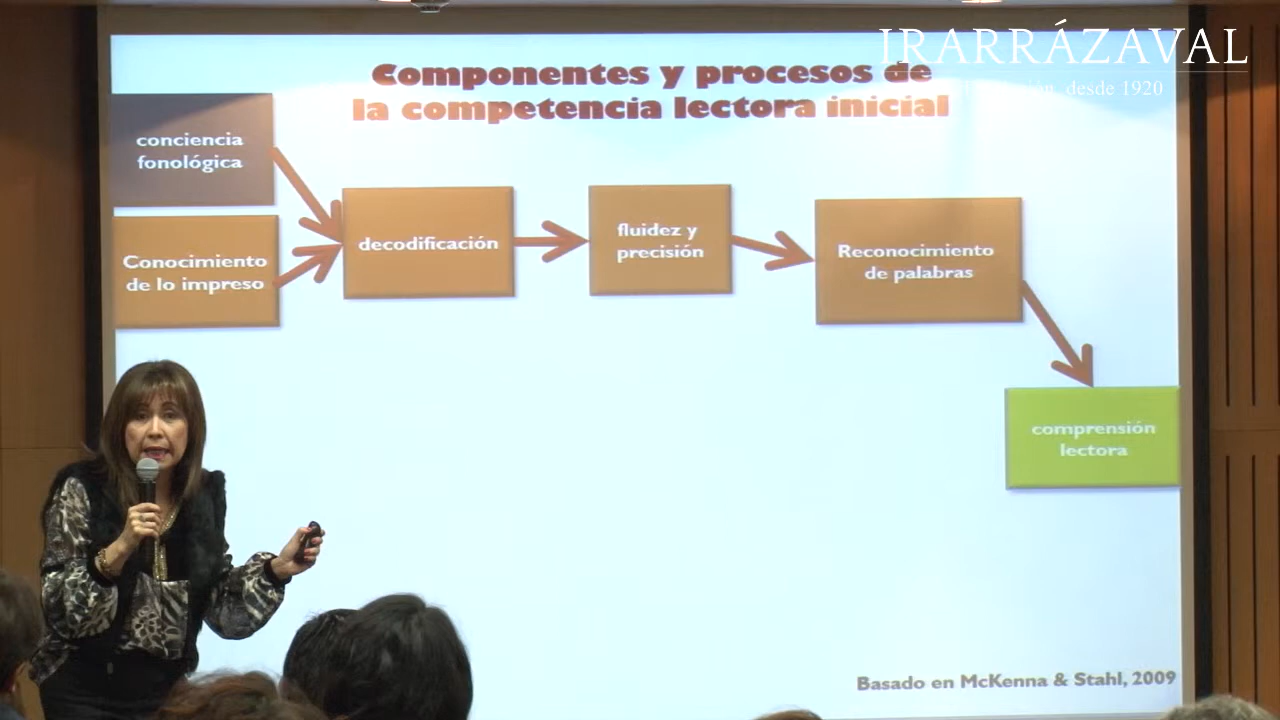 IRARRÁZAVAL
desde 1920
Componentes y procesos de
la competencia lectora inicial
conciencia
fonológica
Conocimiento
de lo impreso
decodificación
fluidez y
precisión
Reconocimiento
de palabras
comprensión
lectora
Basado en McKenna & Stahl, 2009